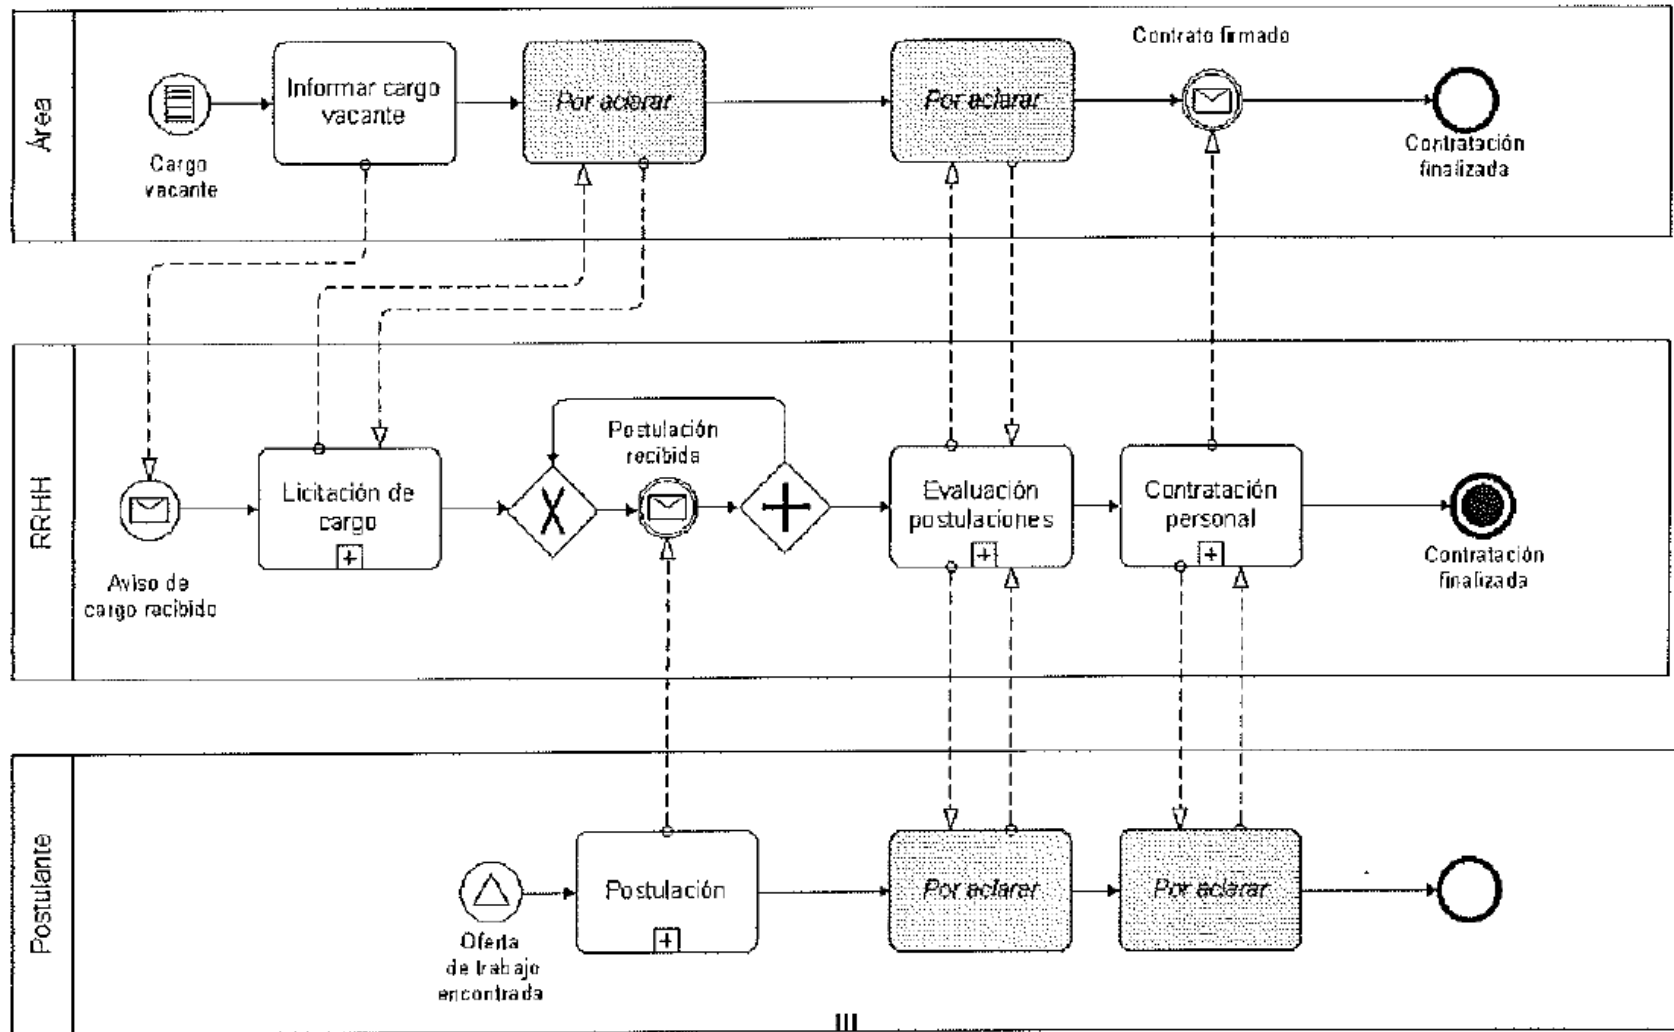 Área
Contrato firmado
Informar cargo
vacante
Por aclarar
Por aclarar
Cargo
vacante
Contratación
finalizada
RRHH
Postulación
recibida
Licitación de
cargo
Evaluación
postulaciones
Contratación
personal
Aviso de
cargo recibido
Contratación
finalizada
Postulante
Postulación
Por aclarar
Por aclarar
Oferta
de trabajo
encontrada
III